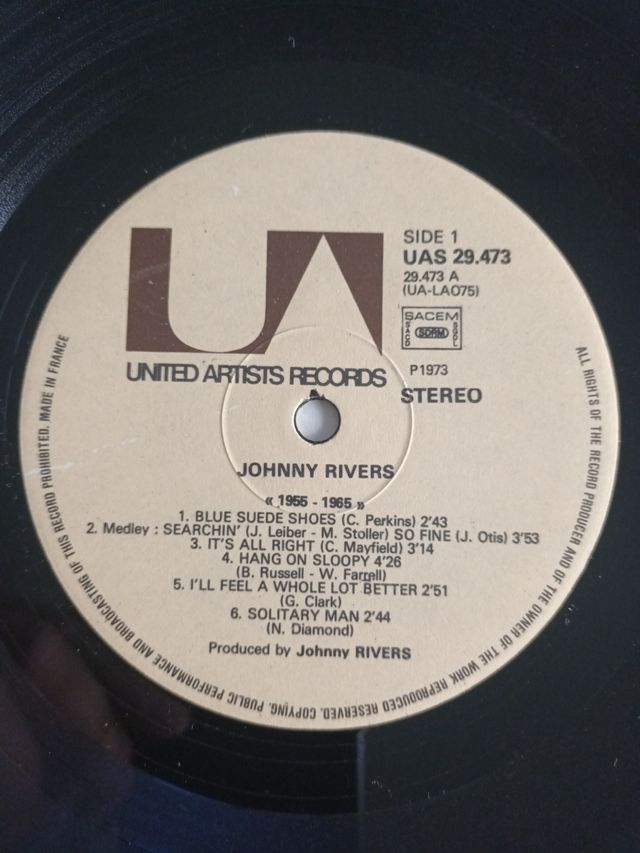 UA
SIDE 1
UAS 29.473
29.473 A
(UA-LA075)
SACEM
SACD SDRM SGDL
UNITED ARTISTS RECORDS
P1973
STEREO
JOHNNY RIVERS
« 1955 - 1965 »
1. BLUE SUEDE SHOES (C. Perkins) 2'43
2. Medley : SEARCHIN' (J. Leiber - M. Stoller) SO FINE (J. Otis) 3'53
3. IT'S ALL RIGHT (C. Mayfield) 3'14
4. HANG ON SLOOPY 4'26
(B. Russell - W. Farrell)
5. I'LL FEEL A WHOLE LOT BETTER 2'51
(G. Clark)
6. SOLITARY MAN 2'44
(N. Diamond)
Produced by Johnny RIVERS
ALL RIGHTS OF THE RECORD PRODUCER AND OF THE OWNER OF THE WORK REPRODUCED RESERVED. COPYING, PUBLIC PERFORMANCE AND BROADCASTING OF THIS RECORD PROHIBITED. MADE IN FRANCE